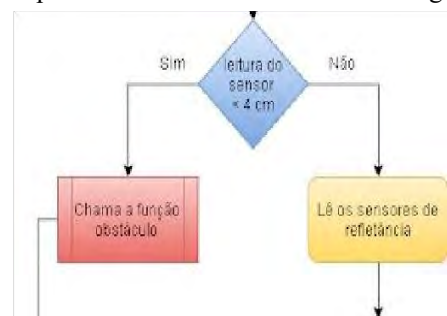 Sim
leitura do
sensor
< 4 cm
Não
Chama a função
obstáculo
Lê os sensores de
refletância